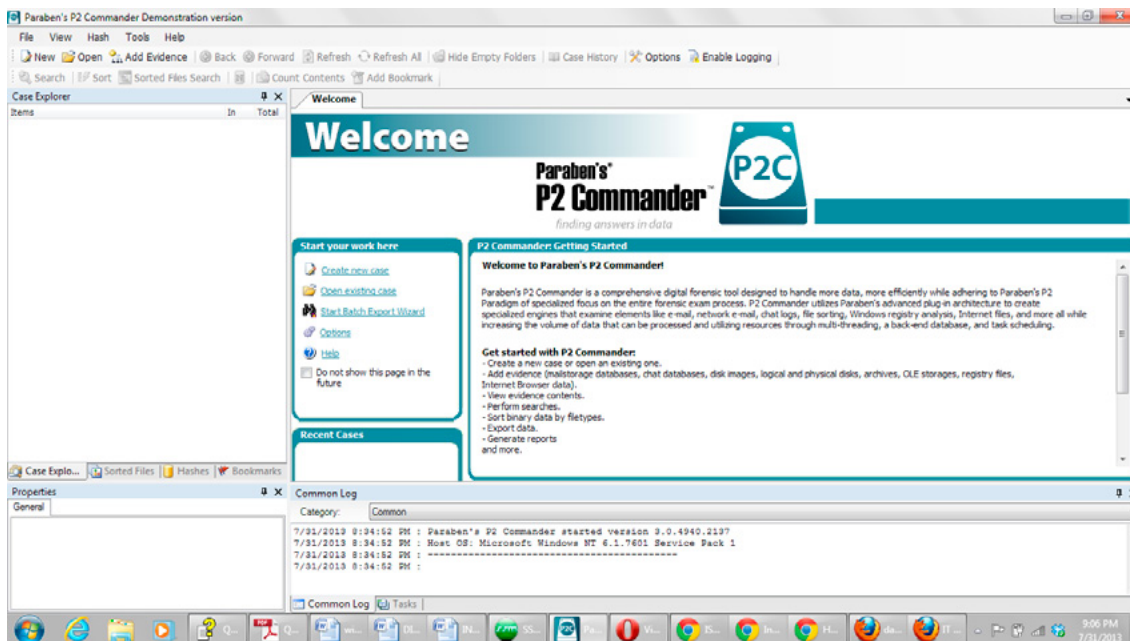 Paraben's P2 Commander Demonstration version
File View Hash Tools Help
New Open Add Evidence Back Forward Refresh Refresh All Hide Empty Folders Case History Options Enable Logging
Search Sort Sorted Files Search Count Contents Add Bookmark
Case Explorer
Items In Total
Welcome
Welcome
Paraben's®
P2 Commander™
finding answers in data
P2C
Start your work here
Create new case
Open existing case
Start Batch Export Wizard
Options
Help
Do not show this page in the
future
Recent Cases
P2 Commander: Getting Started
Welcome to Paraben's P2 Commander!
Paraben's P2 Commander is a comprehensive digital forensic tool designed to handle more data, more efficiently while adhering to Paraben's P2
Paradigm of specialized focus on the entire forensic exam process. P2 Commander utilizes Paraben's advanced plug-in architecture to create
specialized engines that examine elements like e-mail, network e-mail, chat logs, file sorting, Windows registry analysis, Internet files, and more all while
increasing the volume of data that can be processed and utilizing resources through multi-threading, a back-end database, and task scheduling.
Get started with P2 Commander:
- Create a new case or open an existing one.
- Add evidence (mailstorage databases, chat databases, disk images, logical and physical disks, archives, OLE storages, registry files,
Internet Browser data).
- View evidence contents.
- Perform searches.
- Sort binary data by filetypes.
- Export data.
- Generate reports
and more.
Case Explo... Sorted Files Hashes Bookmarks
Properties
General
Common Log
Category: Common
7/31/2013 8:34:52 PM : Paraben's P2 Commander started version 3.0.4940.2137
7/31/2013 8:34:52 PM : Host OS: Microsoft Windows NT 6.1.7601 Service Pack 1
7/31/2013 8:34:52 PM : --------------------------------------------
7/31/2013 8:34:52 PM :
Common Log Tasks
Q... Q... wi... DL... IN... SS... Pa... Vi... IS... In... H... da... IT ...
9:06 PM
7/31/2013